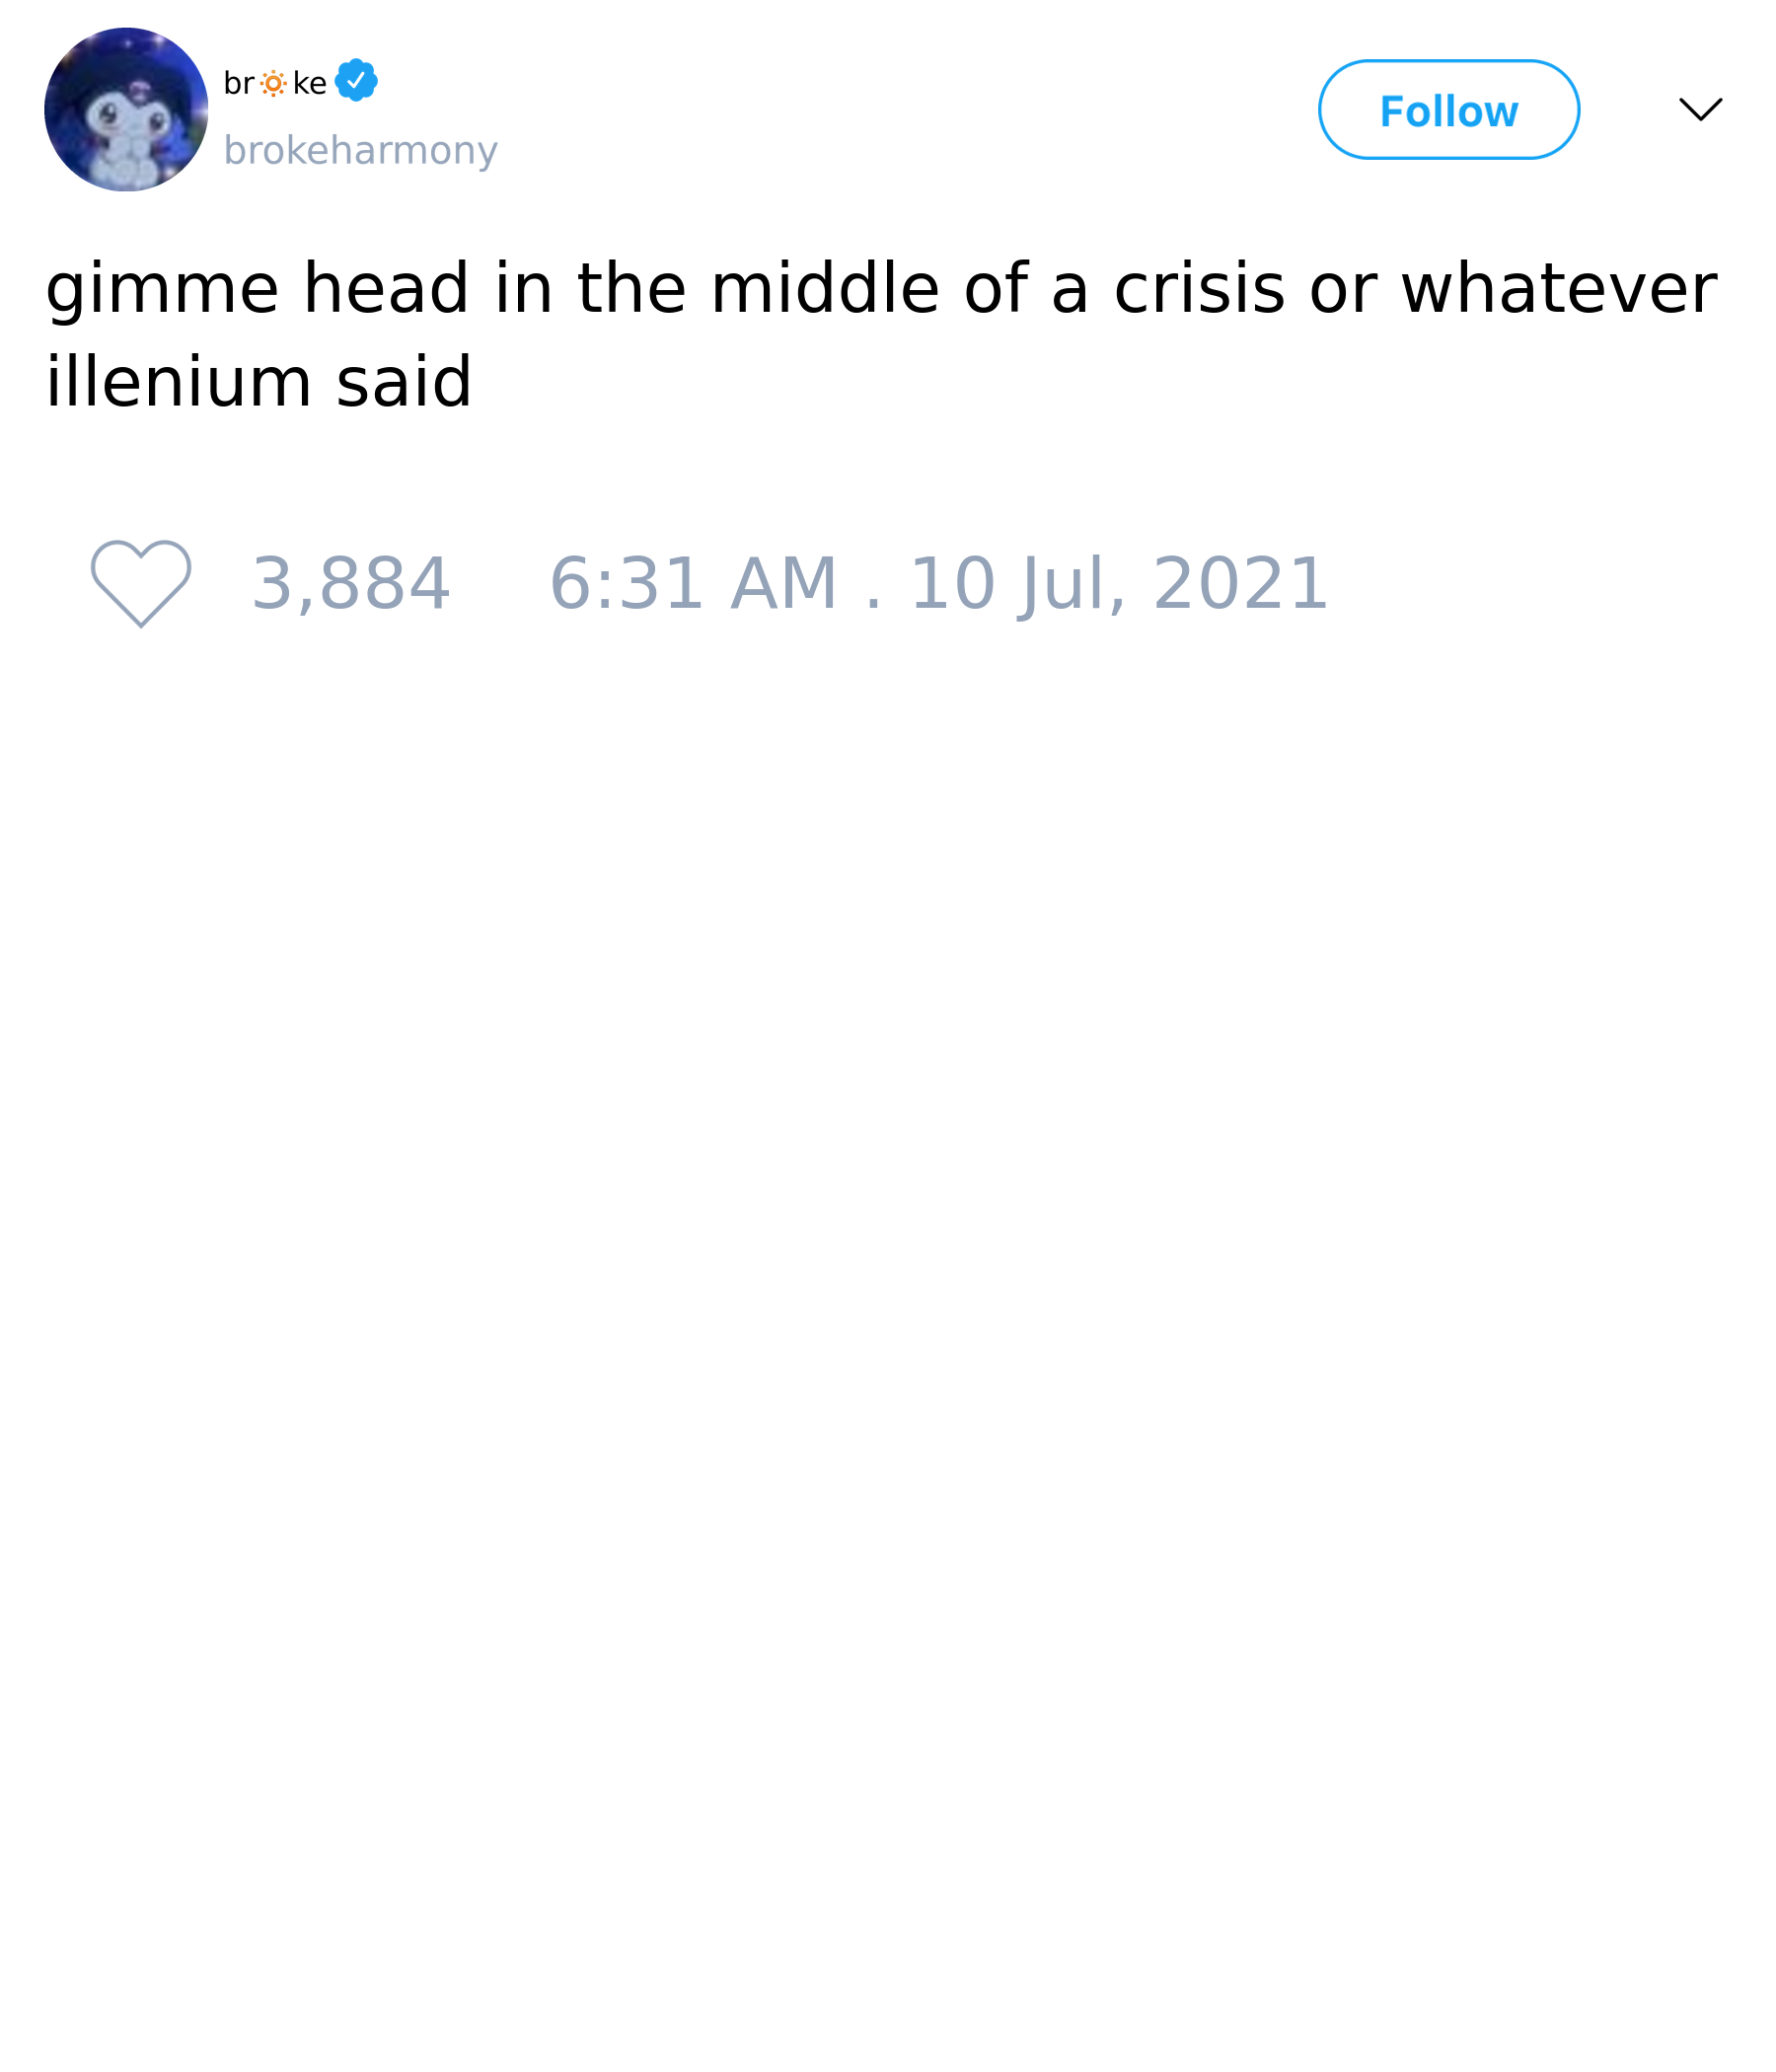 br🔅ke
brokeharmony
Follow
gimme head in the middle of a crisis or whatever
illenium said
3,884 6:31 AM . 10 Jul, 2021